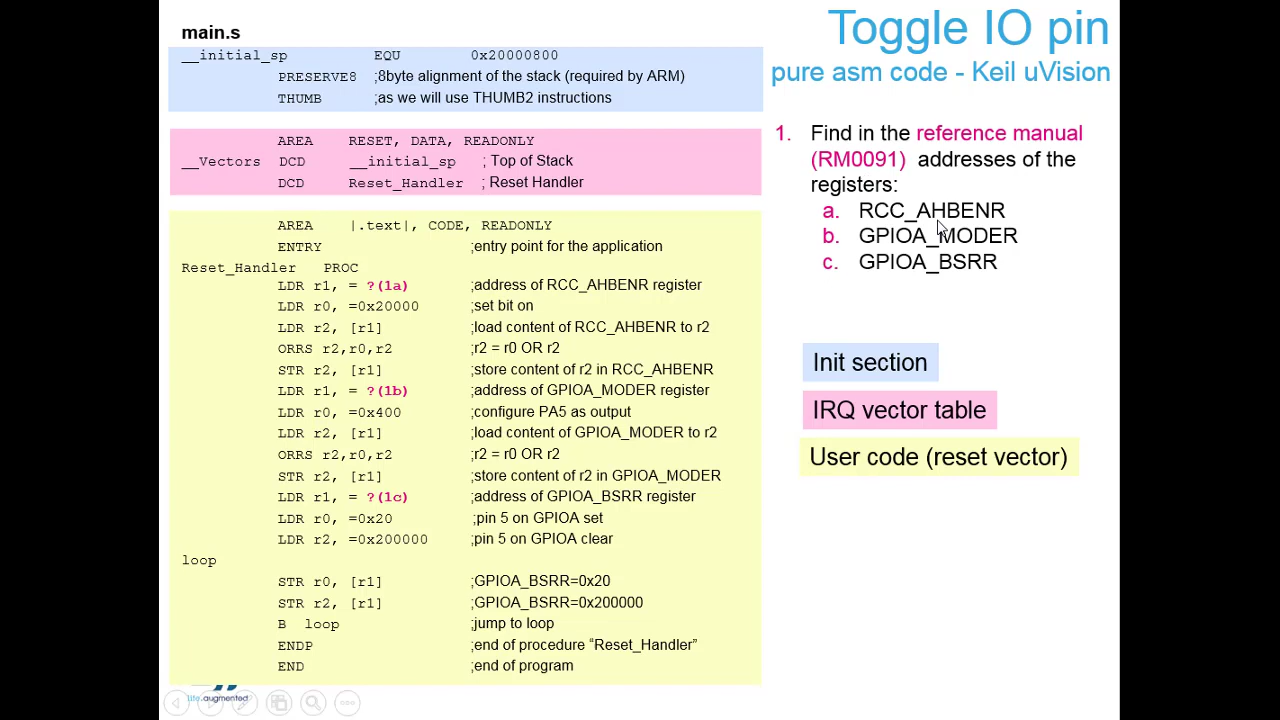 main.s
__initial_sp EQU 0x20000800
PRESERVE8 ;8byte alignment of the stack (required by ARM)
THUMB ;as we will use THUMB2 instructions
AREA RESET, DATA, READONLY
__Vectors DCD __initial_sp ; Top of Stack
DCD Reset_Handler ; Reset Handler
AREA |.text|, CODE, READONLY
ENTRY ;entry point for the application
Reset_Handler PROC
LDR r1, = ?(1a) ;address of RCC_AHBENR register
LDR r0, =0x20000 ;set bit on
LDR r2, [r1] ;load content of RCC_AHBENR to r2
ORRS r2,r0,r2 ;r2 = r0 OR r2
STR r2, [r1] ;store content of r2 in RCC_AHBENR
LDR r1, = ?(1b) ;address of GPIOA_MODER register
LDR r0, =0x400 ;configure PA5 as output
LDR r2, [r1] ;load content of GPIOA_MODER to r2
ORRS r2,r0,r2 ;r2 = r0 OR r2
STR r2, [r1] ;store content of r2 in GPIOA_MODER
LDR r1, = ?(1c) ;address of GPIOA_BSRR register
LDR r0, =0x20 ;pin 5 on GPIOA set
LDR r2, =0x200000 ;pin 5 on GPIOA clear
loop
STR r0, [r1] ;GPIOA_BSRR=0x20
STR r2, [r1] ;GPIOA_BSRR=0x200000
B loop ;jump to loop
ENDP ;end of procedure “Reset_Handler”
END ;end of program
Toggle IO pin
pure asm code - Keil uVision
1. Find in the reference manual
(RM0091) addresses of the
registers:
a. RCC_AHBENR
b. GPIOA_MODER
c. GPIOA_BSRR
Init section
IRQ vector table
User code (reset vector)
life.augmented